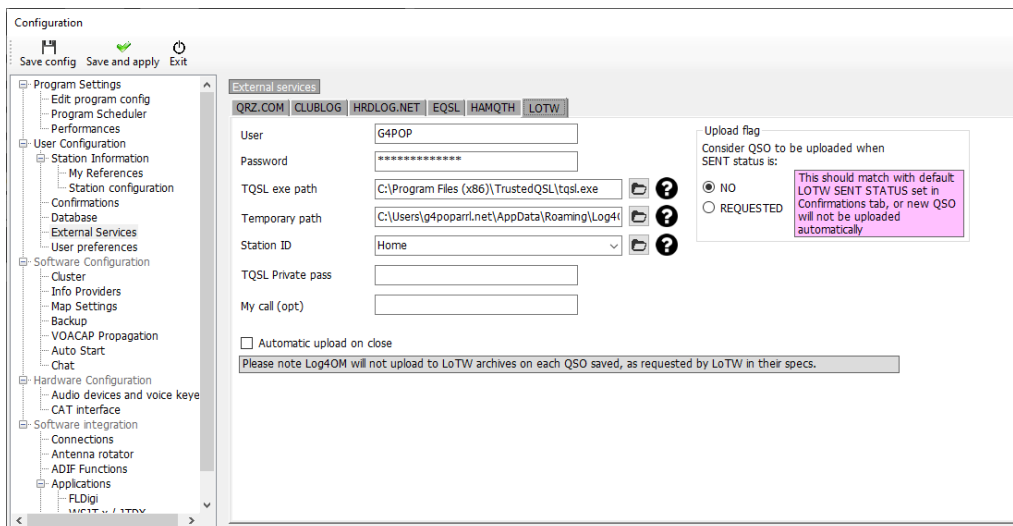 Configuration
Save config Save and apply Exit
Program Settings
Edit program config
Program Scheduler
Performances
User Configuration
Station Information
My References
Station configuration
Confirmations
Database
External Services
User preferences
Software Configuration
Cluster
Info Providers
Map Settings
Backup
VOACAP Propagation
Auto Start
Chat
Hardware Configuration
Audio devices and voice keye
CAT interface
Software integration
Connections
Antenna rotator
ADIF Functions
Applications
FLDigi
WSJT-x / JTDX
External services
QRZ.COM CLUBLOG HRDLOG.NET EQSL HAMQTH LOTW
User G4POP
Password *************
TQSL exe path C:\Program Files (x86)\TrustedQSL\tqsl.exe
Temporary path C:\Users\g4poparrl.net\AppData\Roaming\Log4(
Station ID Home
TQSL Private pass
My call (opt)
Automatic upload on close
Please note Log4OM will not upload to LoTW archives on each QSO saved, as requested by LoTW in their specs.
Upload flag
Consider QSO to be uploaded when
SENT status is:
NO
REQUESTED
This should match with default
LOTW SENT STATUS set in
Confirmations tab, or new QSO
will not be uploaded
automatically